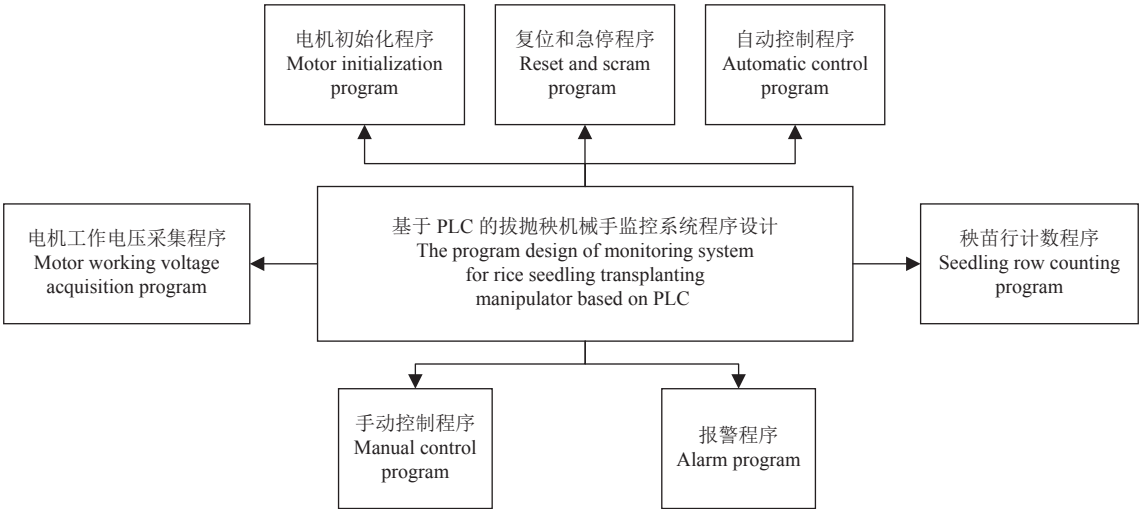 电机初始化程序
Motor initialization
program
复位和急停程序
Reset and scram
program
自动控制程序
Automatic control
program
电机工作电压采集程序
Motor working voltage
acquisition program
基于 PLC 的拔抛秧机械手监控系统程序设计
The program design of monitoring system
for rice seedling transplanting
manipulator based on PLC
秧苗行计数程序
Seedling row counting
program
手动控制程序
Manual control
program
报警程序
Alarm program